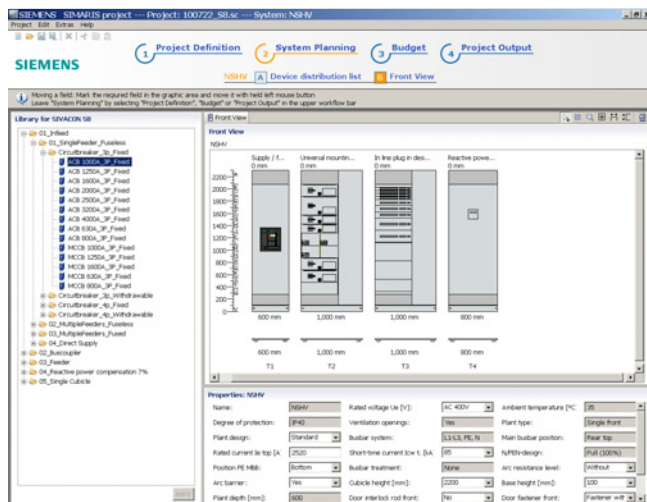 SIEMENS SIMARIS project --- Project: 100722_S8.sc --- System: NSHV
Project Edit Extras Help
SIEMENS
1 Project Definition
2 System Planning
3 Budget
4 Project Output
NSHV A Device distribution list B Front View
Moving a field: Mark the required field in the graphic area and move it with held left mouse button
Leave "System Planning" by selecting "Project Definition", "Budget" or "Project Output" in the upper workflow bar
Library for SIVACON S8
01_Infeed
01_SingleFeeder_Fuseless
Circuitbreaker_3p_Fixed
ACB 1000A_3P_Fixed
ACB 1250A_3P_Fixed
ACB 1600A_3P_Fixed
ACB 2000A_3P_Fixed
ACB 2500A_3P_Fixed
ACB 3200A_3P_Fixed
ACB 4000A_3P_Fixed
ACB 630A_3P_Fixed
ACB 800A_3P_Fixed
MCCB 1000A_3P_Fixed
MCCB 1250A_3P_Fixed
MCCB 1600A_3P_Fixed
MCCB 630A_3P_Fixed
MCCB 800A_3P_Fixed
Circuitbreaker_3p_Withdrawable
Circuitbreaker_4p_Fixed
Circuitbreaker_4p_Withdrawable
02_MultipleFeeders_Fuseless
03_MultipleFeeders_Fused
04_Direct Supply
02_Buscoupler
03_Feeder
04_Reactive power compensation 7%
05_Single Cubicle
Apply
Front View
Front View
NSHV
Supply / f... Universal mountin... In line plug in des... Reactive powe...
0 mm 0 mm 0 mm 0 mm
2200
2000
1800
1600
1400
1200
1000
800
600
400
200
0
600 mm 1,000 mm 1,000 mm 800 mm
600 mm 1,000 mm 1,000 mm 800 mm
T1 T2 T3 T4
Properties: NSHV
Name: NSHV Rated voltage Ue [V]: AC 400V Ambient temperature [°C 35
Degree of protection: IP40 Ventilation openings: Yes Plant type: Single front
Plant design: Standard Busbar system: L1-L3, PE, N Main busbar position: Rear top
Rated current Ie top [A 2520 Short-time current Icw t. [kA 85 N/PEN-design: Full (100%)
Position PE MBB: Bottom Busbar treatment: None Arc resistance level: Without
Arc barrier: Yes Cubicle height [mm]: 2200 Base height [mm]: 100
Plant depth [mm]: 600 Door interlock rod front: No Door fastener front: Fastener wit